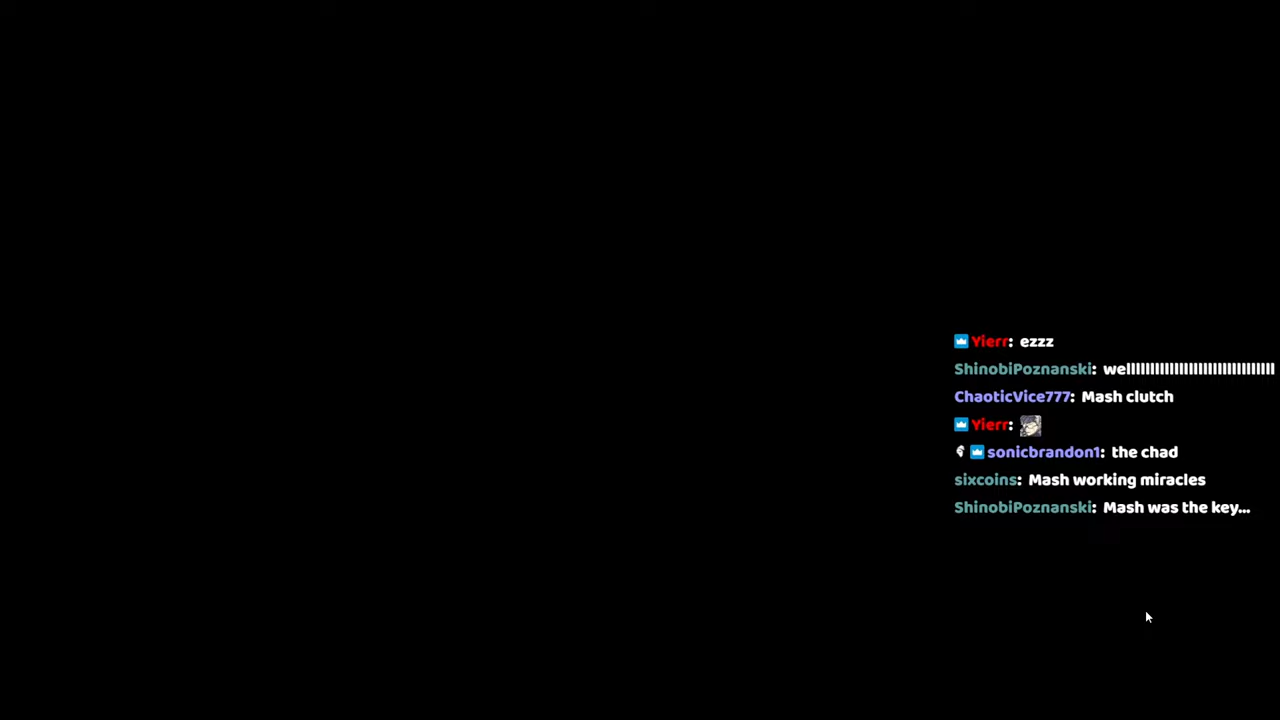 Yierr: ezzz
ShinobiPoznanski: wellllllllllllllllllllllllllllllll
ChaoticVice777: Mash clutch
Yierr:
sonicbrandon1: the chad
sixcoins: Mash working miracles
ShinobiPoznanski: Mash was the key...